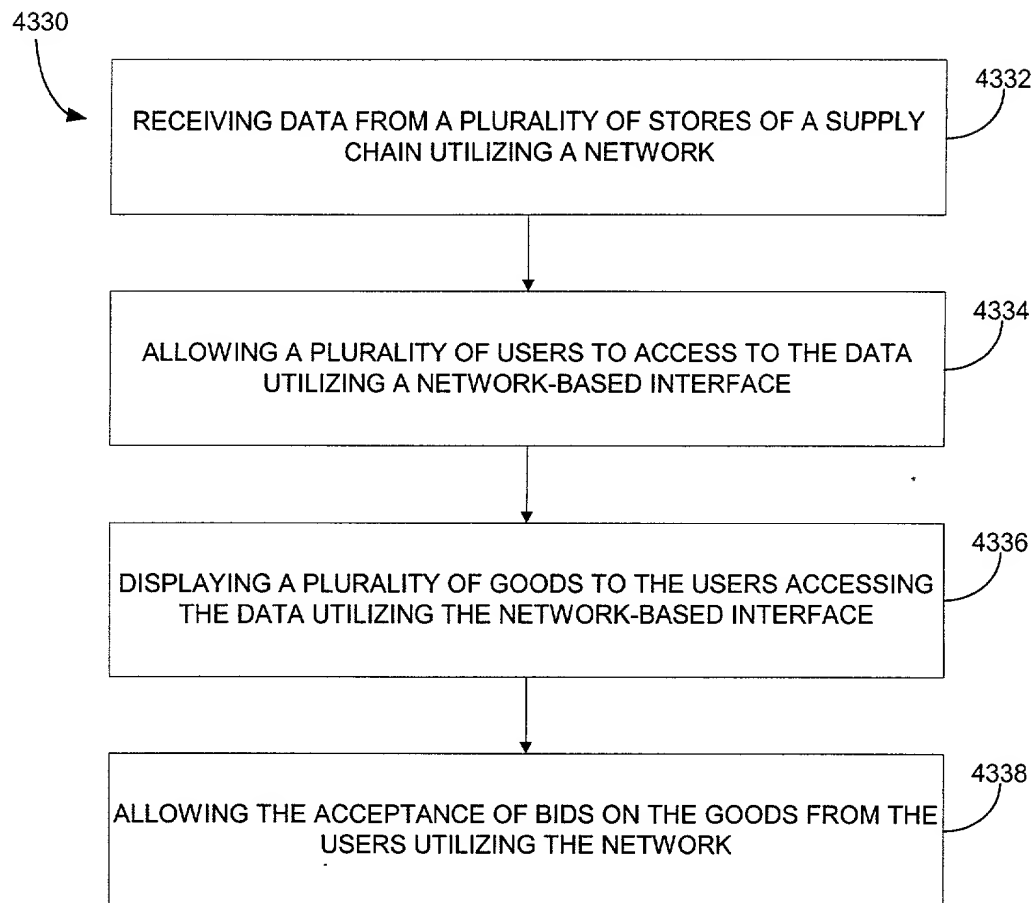 4330
4332
RECEIVING DATA FROM A PLURALITY OF STORES OF A SUPPLY
CHAIN UTILIZING A NETWORK
4334
ALLOWING A PLURALITY OF USERS TO ACCESS TO THE DATA
UTILIZING A NETWORK-BASED INTERFACE
4336
DISPLAYING A PLURALITY OF GOODS TO THE USERS ACCESSING
THE DATA UTILIZING THE NETWORK-BASED INTERFACE
4338
ALLOWING THE ACCEPTANCE OF BIDS ON THE GOODS FROM THE
USERS UTILIZING THE NETWORK